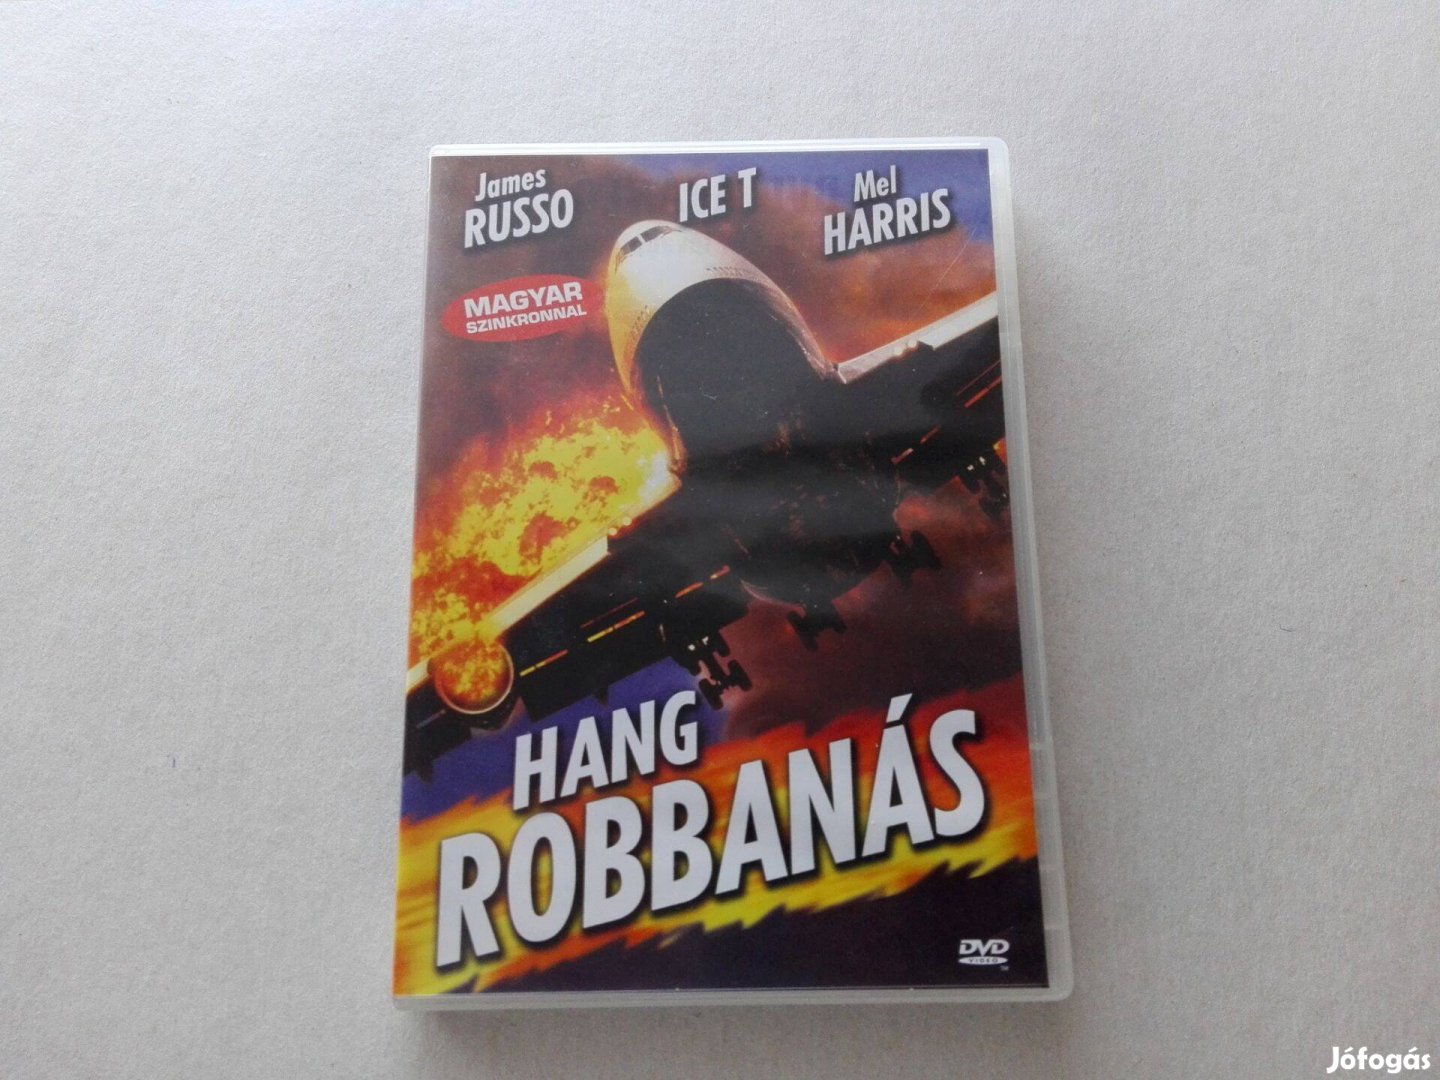 James
RUSSO
ICE T
Mel
HARRIS
MAGYAR
SZINKRONNAL
HANG
ROBBANÁS
DVD
VIDEO
Jófogás